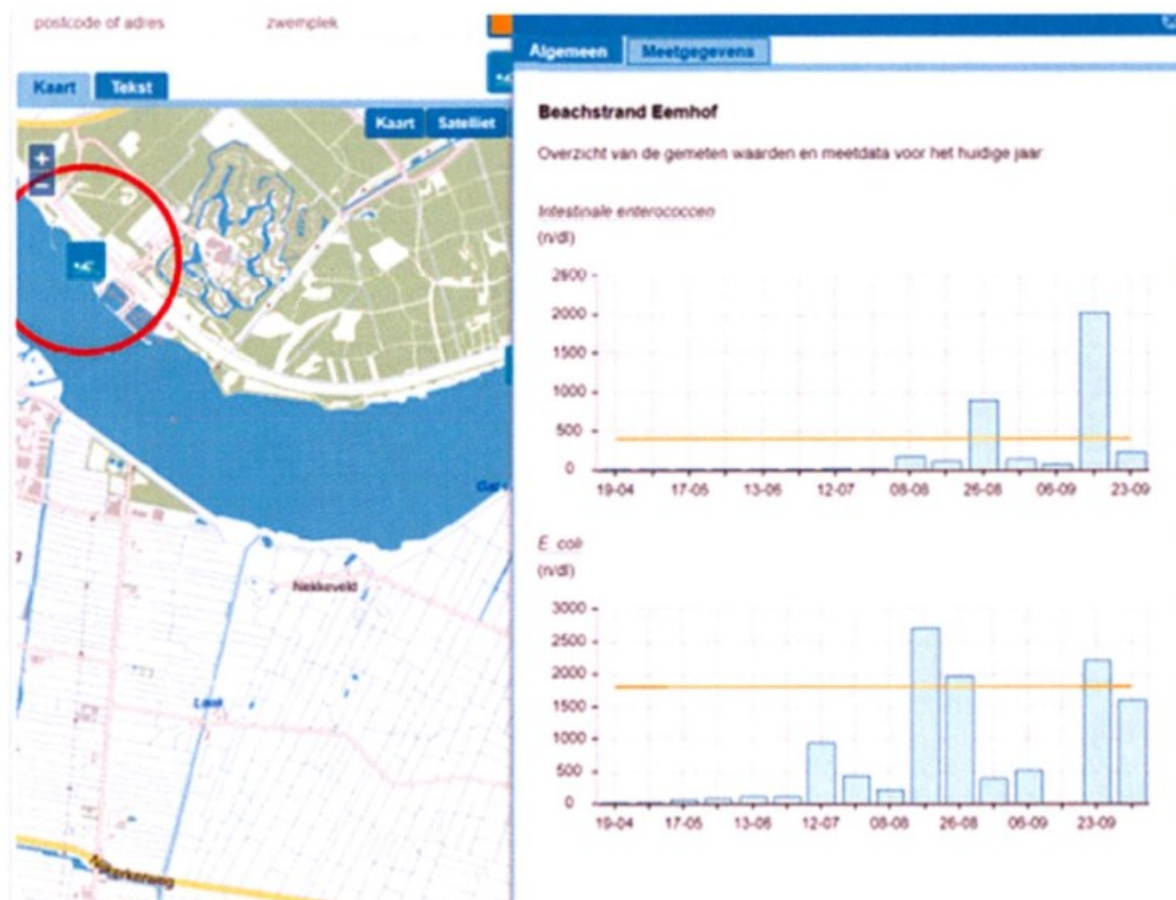 postcode of adres
zwemplek
Kaart
Tekst
Kaart
Satelliet
+
−
Nekkeveld
Nijkerkerweg
Algemeen
Meetgegevens
Beachstrand Eemhof
Overzicht van de gemeten waarden en meetdata voor het huidige jaar:
Intestinale enterococcen
(n/dl)
2500
2000
1500
1000
500
0
19-04 17-05 13-06 12-07 08-08 26-08 06-09 23-09
E. coli
(n/dl)
3000
2500
2000
1500
1000
500
0
19-04 17-05 13-06 12-07 08-08 26-08 06-09 23-09